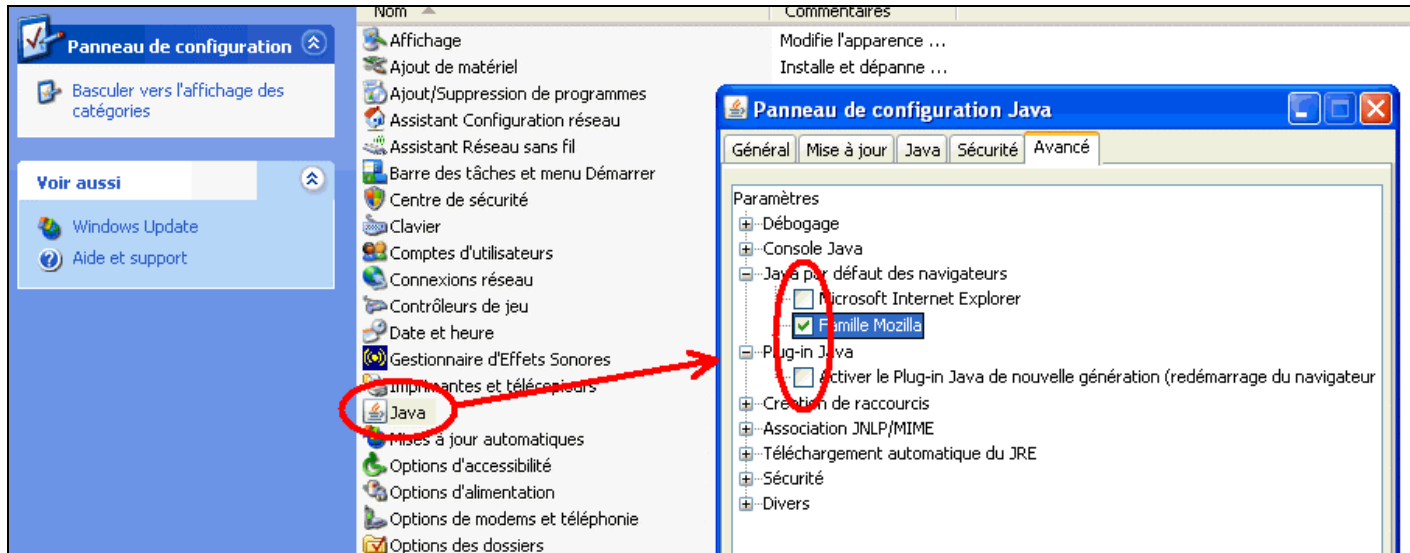 Nom
Commentaires
Panneau de configuration
Basculer vers l'affichage des
catégories
Voir aussi
Windows Update
Aide et support
Affichage
Modifie l'apparence ...
Ajout de matériel
Installe et dépanne ...
Ajout/Suppression de programmes
Assistant Configuration réseau
Assistant Réseau sans fil
Barre des tâches et menu Démarrer
Centre de sécurité
Clavier
Comptes d'utilisateurs
Connexions réseau
Contrôleurs de jeu
Date et heure
Gestionnaire d'Effets Sonores
Imprimantes et télécopieurs
Java
Mises à jour automatiques
Options d'accessibilité
Options d'alimentation
Options de modems et téléphonie
Options des dossiers
Panneau de configuration Java
Général Mise à jour Java Sécurité Avancé
Paramètres
Débogage
Console Java
Java par défaut des navigateurs
Microsoft Internet Explorer
Famille Mozilla
Plug-in Java
Activer le Plug-in Java de nouvelle génération (redémarrage du navigateur
Création de raccourcis
Association JNLP/MIME
Téléchargement automatique du JRE
Sécurité
Divers